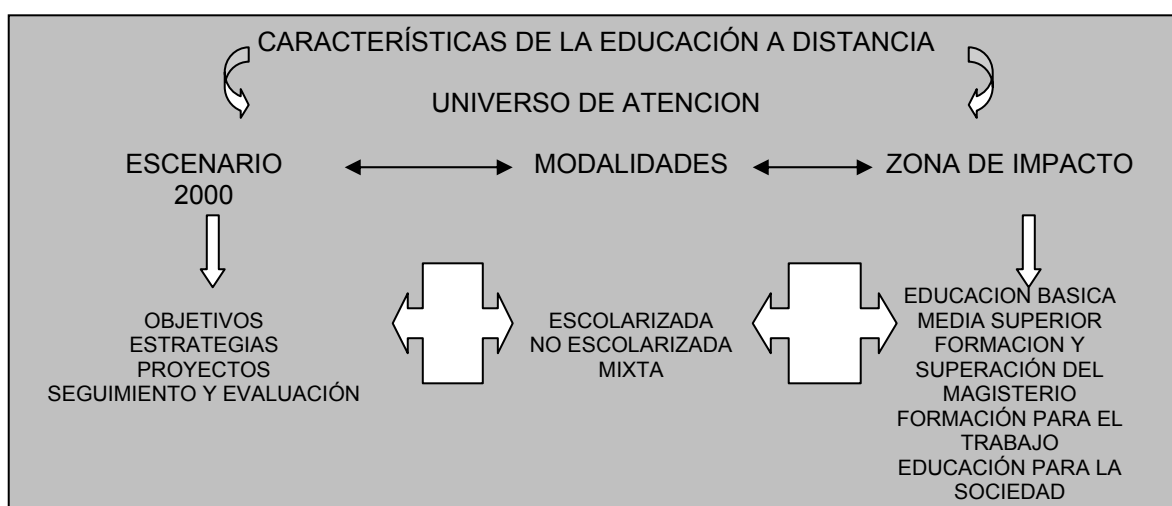 CARACTERÍSTICAS DE LA EDUCACIÓN A DISTANCIA
UNIVERSO DE ATENCION
ESCENARIO
2000
MODALIDADES
ZONA DE IMPACTO
OBJETIVOS
ESTRATEGIAS
PROYECTOS
SEGUIMIENTO Y EVALUACIÓN
ESCOLARIZADA
NO ESCOLARIZADA
MIXTA
EDUCACION BASICA
MEDIA SUPERIOR
FORMACION Y
SUPERACIÓN DEL
MAGISTERIO
FORMACIÓN PARA EL
TRABAJO
EDUCACIÓN PARA LA
SOCIEDAD